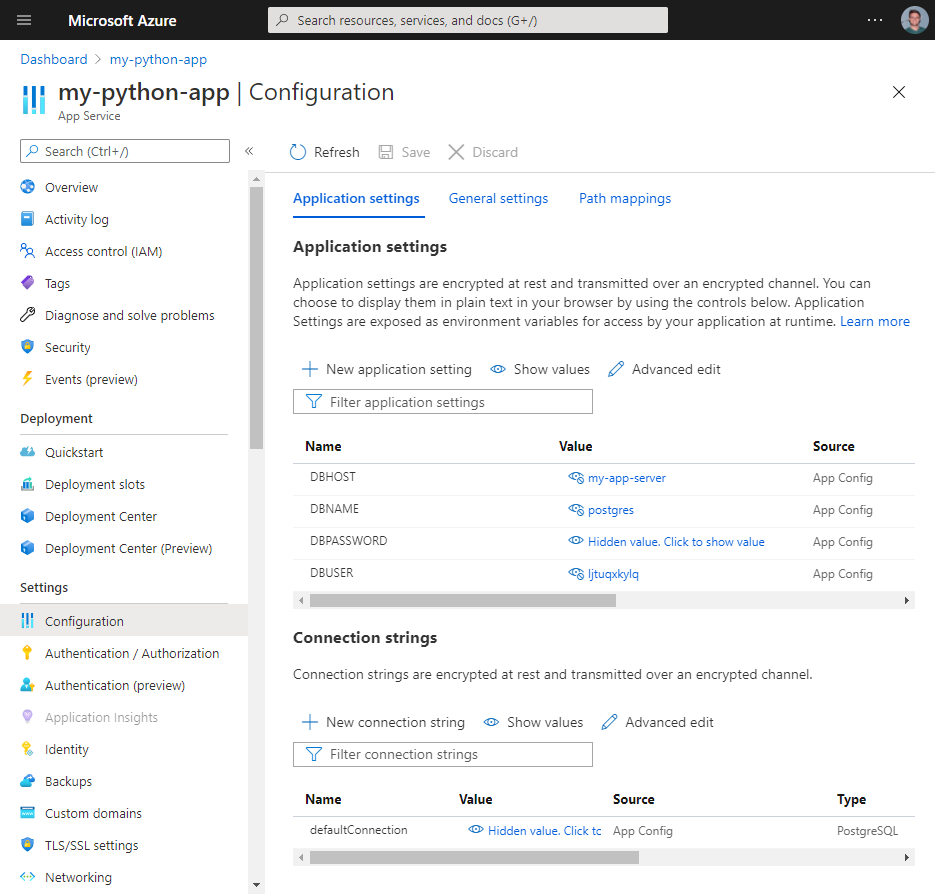 Microsoft Azure
Search resources, services, and docs (G+/)
Dashboard > my-python-app
my-python-app | Configuration
App Service
Search (Ctrl+/)
«
Overview
Activity log
Access control (IAM)
Tags
Diagnose and solve problems
Security
Events (preview)
Deployment
Quickstart
Deployment slots
Deployment Center
Deployment Center (Preview)
Settings
Configuration
Authentication / Authorization
Authentication (preview)
Application Insights
Identity
Backups
Custom domains
TLS/SSL settings
Networking
Refresh Save Discard
Application settings General settings Path mappings
Application settings
Application settings are encrypted at rest and transmitted over an encrypted channel. You can
choose to display them in plain text in your browser by using the controls below. Application
Settings are exposed as environment variables for access by your application at runtime. Learn more
New application setting Show values Advanced edit
Filter application settings
Name Value Source
DBHOST my-app-server App Config
DBNAME postgres App Config
DBPASSWORD Hidden value. Click to show value App Config
DBUSER ljtuqxkylq App Config
Connection strings
Connection strings are encrypted at rest and transmitted over an encrypted channel.
New connection string Show values Advanced edit
Filter connection strings
Name Value Source Type
defaultConnection Hidden value. Click tc App Config PostgreSQL